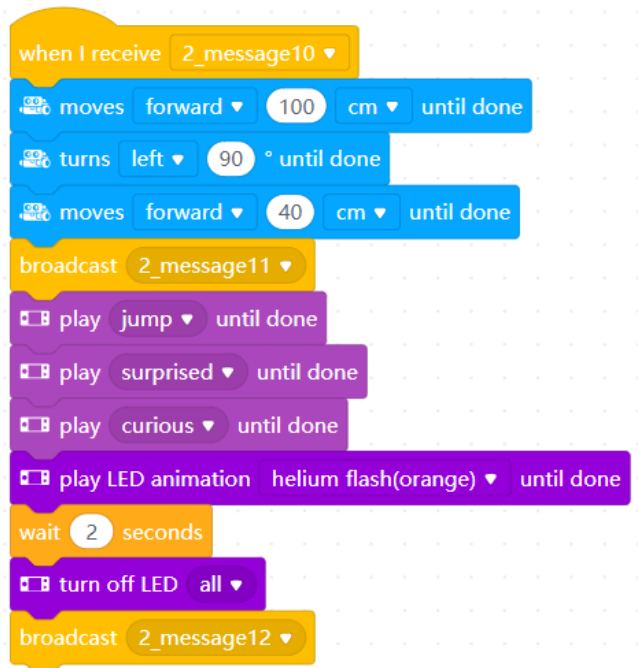 when I receive 2_message10
moves forward 100 cm until done
turns left 90 ° until done
moves forward 40 cm until done
broadcast 2_message11
play jump until done
play surprised until done
play curious until done
play LED animation helium flash(orange) until done
wait 2 seconds
turn off LED all
broadcast 2_message12